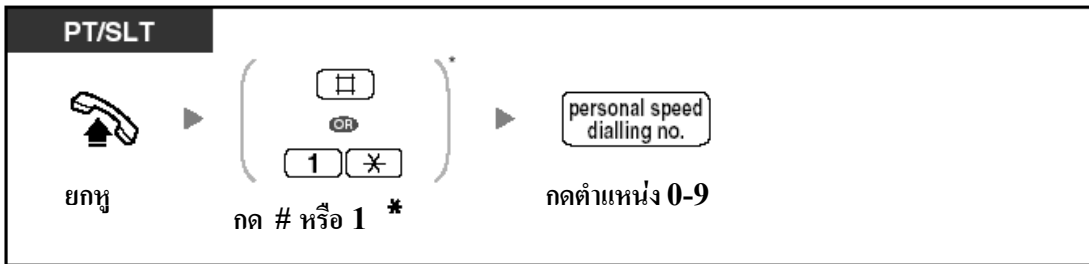 PT/SLT
*
#
OR
1 *
personal speed
dialling no.
ยกหู
กด # หรือ 1 *
กดตำแหน่ง 0-9